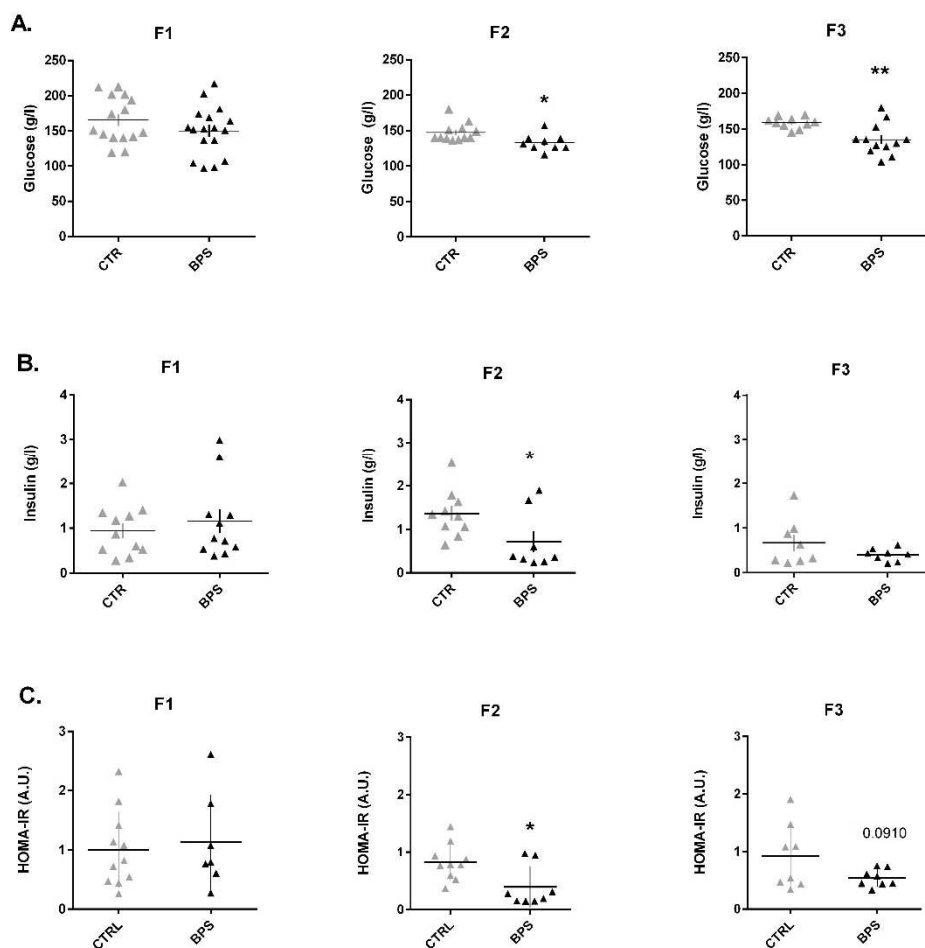 A.
F1
Glucose (g/l)
250
200
150
100
50
0
CTR
BPS
F2
Glucose (g/l)
250
200
150
100
50
0
*
CTR
BPS
F3
Glucose (g/l)
250
200
150
100
50
0
**
CTR
BPS
B.
F1
Insulin (g/l)
4
3
2
1
0
CTR
BPS
F2
Insulin (g/l)
4
3
2
1
0
*
CTR
BPS
F3
Insulin (g/l)
4
3
2
1
0
CTR
BPS
C.
F1
HOMA-IR (A.U.)
3
2
1
0
CTRL
BPS
F2
HOMA-IR (A.U.)
3
2
1
0
*
CTRL
BPS
F3
HOMA-IR (A.U.)
3
2
1
0
0.0910
CTRL
BPS